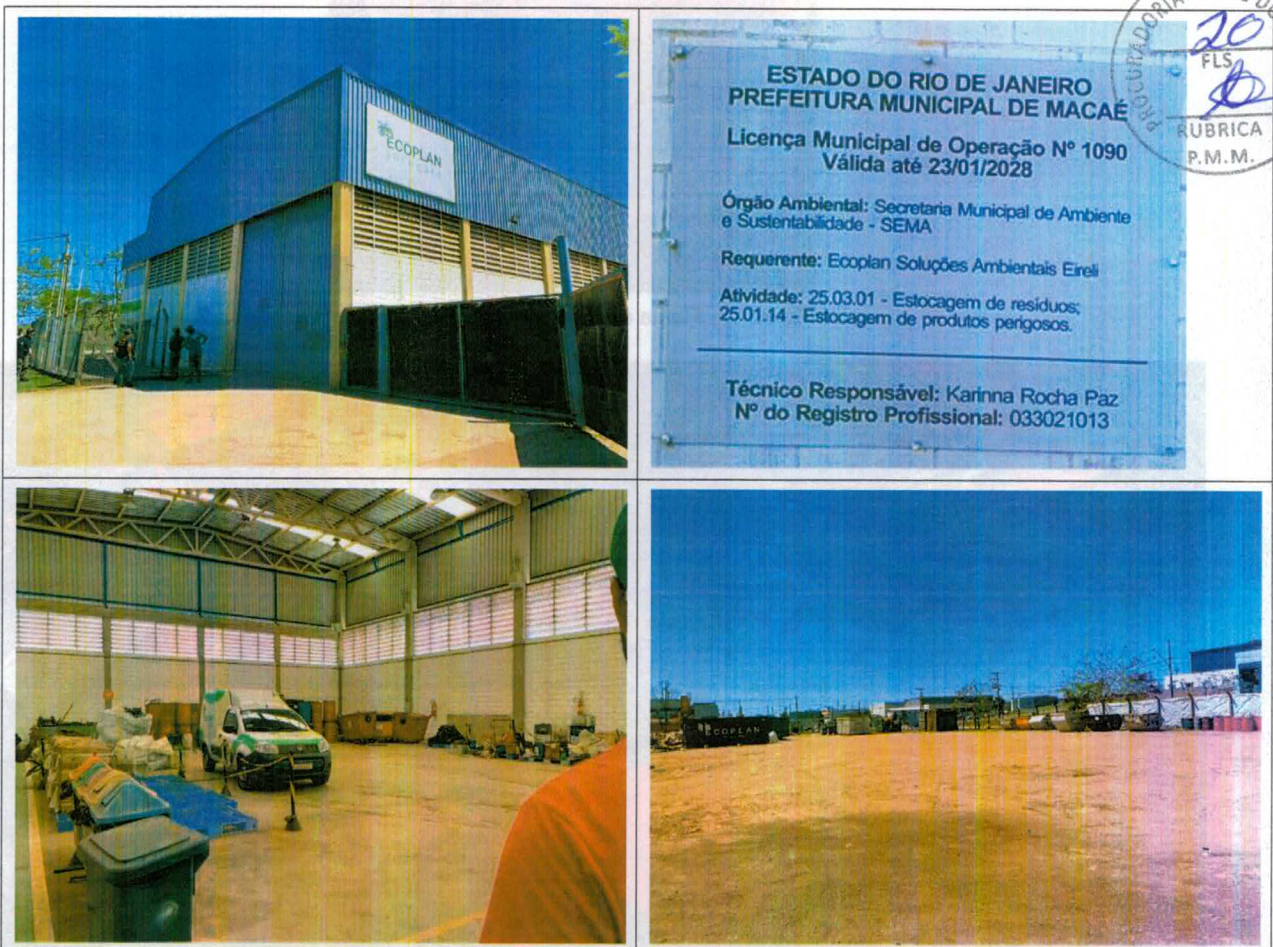 ECOPLAN
ESTADO DO RIO DE JANEIRO
PREFEITURA MUNICIPAL DE MACAÉ
Licença Municipal de Operação Nº 1090
Válida até 23/01/2028
Órgão Ambiental: Secretaria Municipal de Ambiente
e Sustentabilidade - SEMA
Requerente: Ecoplan Soluções Ambientais Eireli
Atividade: 25.03.01 - Estocagem de resíduos;
25.01.14 - Estocagem de produtos perigosos.
Técnico Responsável: Karinna Rocha Paz
Nº do Registro Profissional: 033021013
20
FLS
RUBRICA
P.M.M.
ECOPLAN